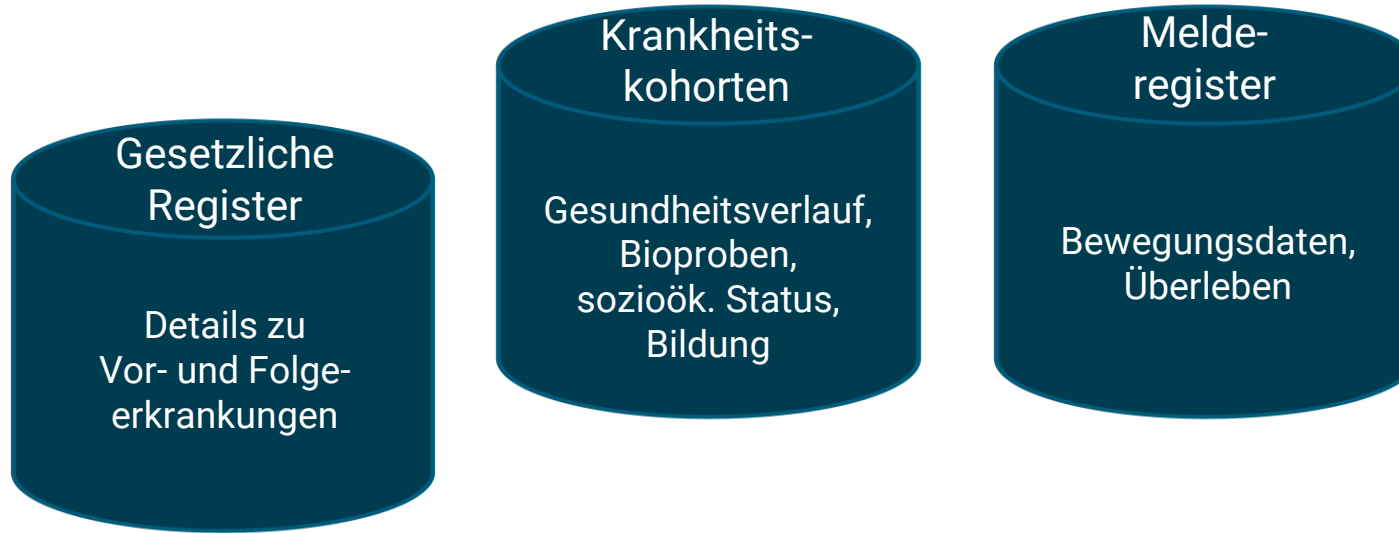 Gesetzliche
Register
Details zu
Vor- und Folge-
erkrankungen
Krankheits-
kohorten
Gesundheitsverlauf,
Bioproben,
sozioök. Status,
Bildung
Melde-
register
Bewegungsdaten,
Überleben